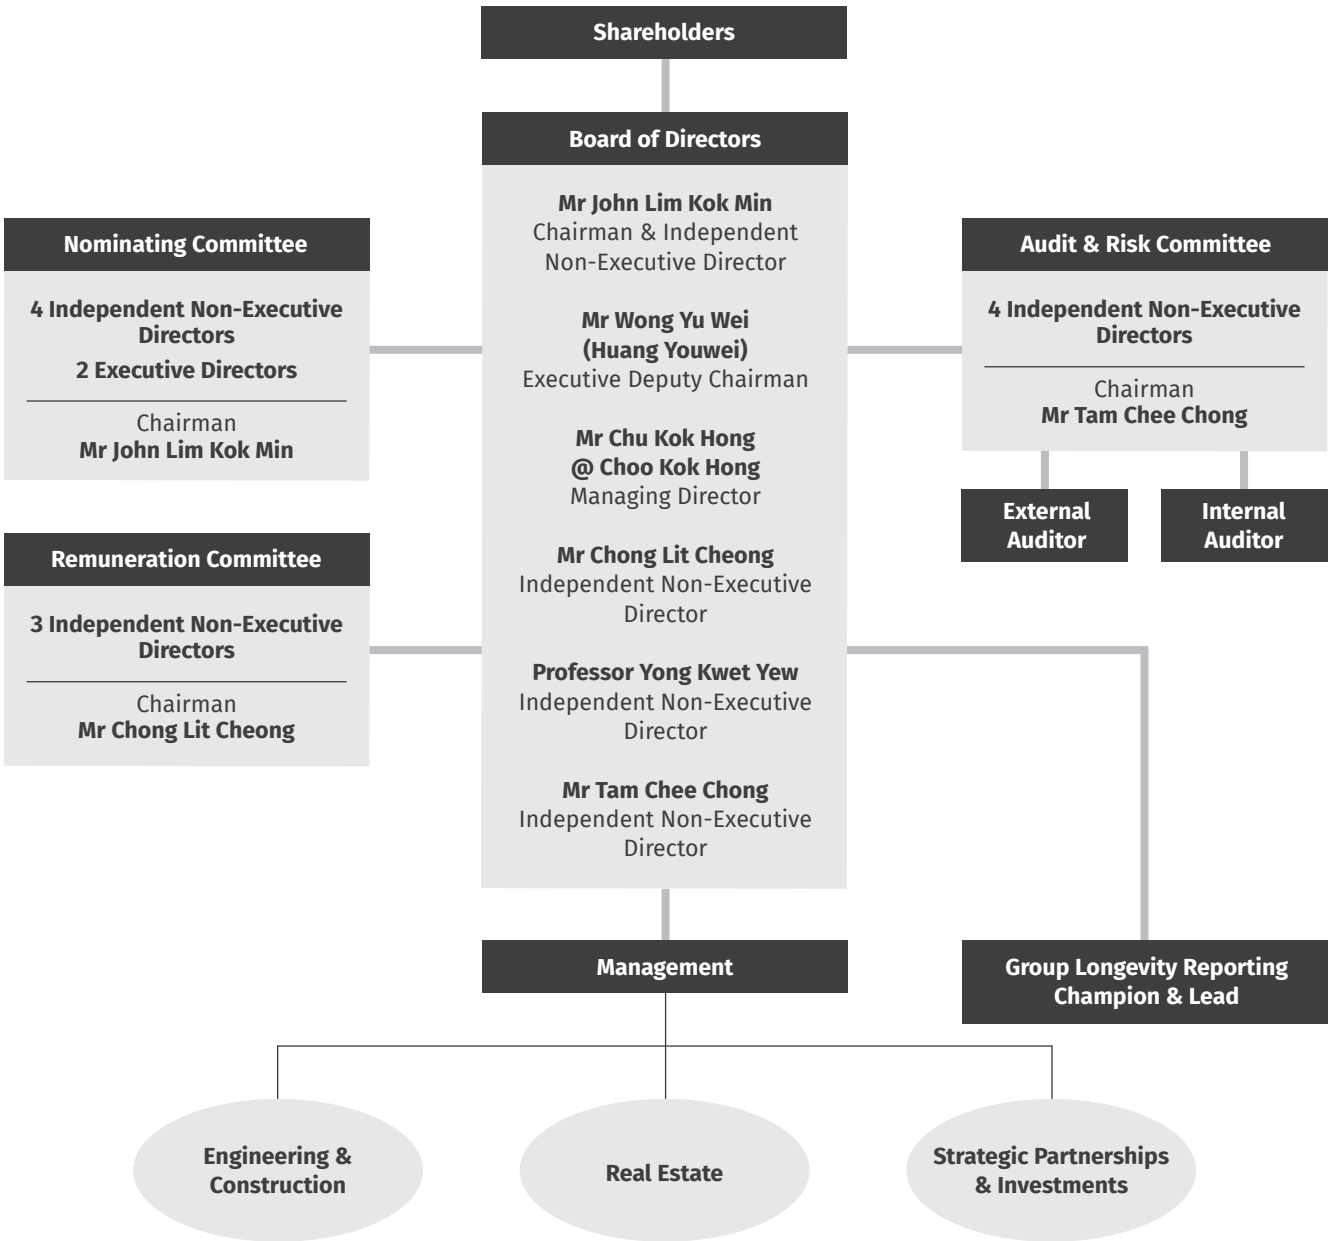 Shareholders
Board of Directors
Mr John Lim Kok Min
Chairman & Independent
Non-Executive Director
Mr Wong Yu Wei
(Huang Youwei)
Executive Deputy Chairman
Mr Chu Kok Hong
@ Choo Kok Hong
Managing Director
Mr Chong Lit Cheong
Independent Non-Executive
Director
Professor Yong Kwet Yew
Independent Non-Executive
Director
Mr Tam Chee Chong
Independent Non-Executive
Director
Nominating Committee
4 Independent Non-Executive
Directors
2 Executive Directors
Chairman
Mr John Lim Kok Min
Remuneration Committee
3 Independent Non-Executive
Directors
Chairman
Mr Chong Lit Cheong
Audit & Risk Committee
4 Independent Non-Executive
Directors
Chairman
Mr Tam Chee Chong
External
Auditor
Internal
Auditor
Management
Group Longevity Reporting
Champion & Lead
Engineering &
Construction
Real Estate
Strategic Partnerships
& Investments